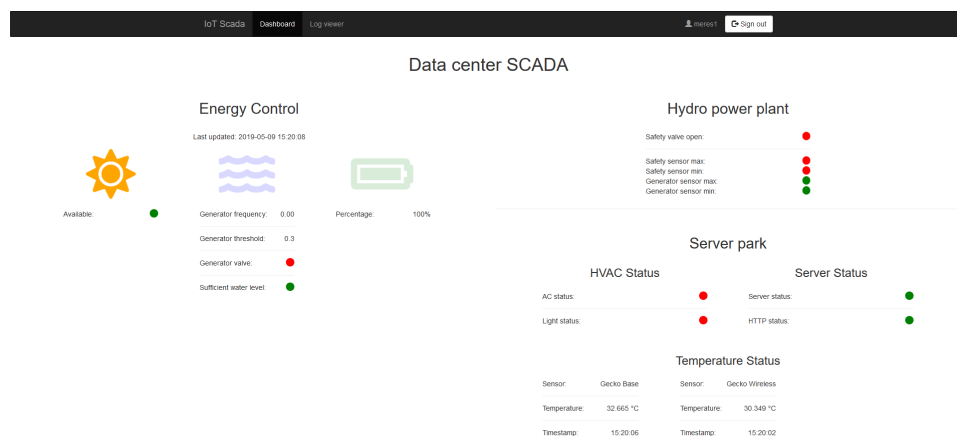 IoT Scada Dashboard Log viewer meres1 Sign out
Data center SCADA
Energy Control
Last updated: 2019-05-09 15:20:08
Available:
Generator frequency: 0.00
Generator threshold: 0.3
Generator valve:
Sufficient water level:
Percentage: 100%
Hydro power plant
Safety valve open:
Safety sensor max:
Safety sensor min:
Generator sensor max:
Generator sensor min:
Server park
HVAC Status
AC status:
Light status:
Server Status
Server status:
HTTP status:
Temperature Status
Sensor: Gecko Base
Temperature: 32.665 °C
Timestamp: 15:20:06
Sensor: Gecko Wireless
Temperature: 30.349 °C
Timestamp: 15:20:02